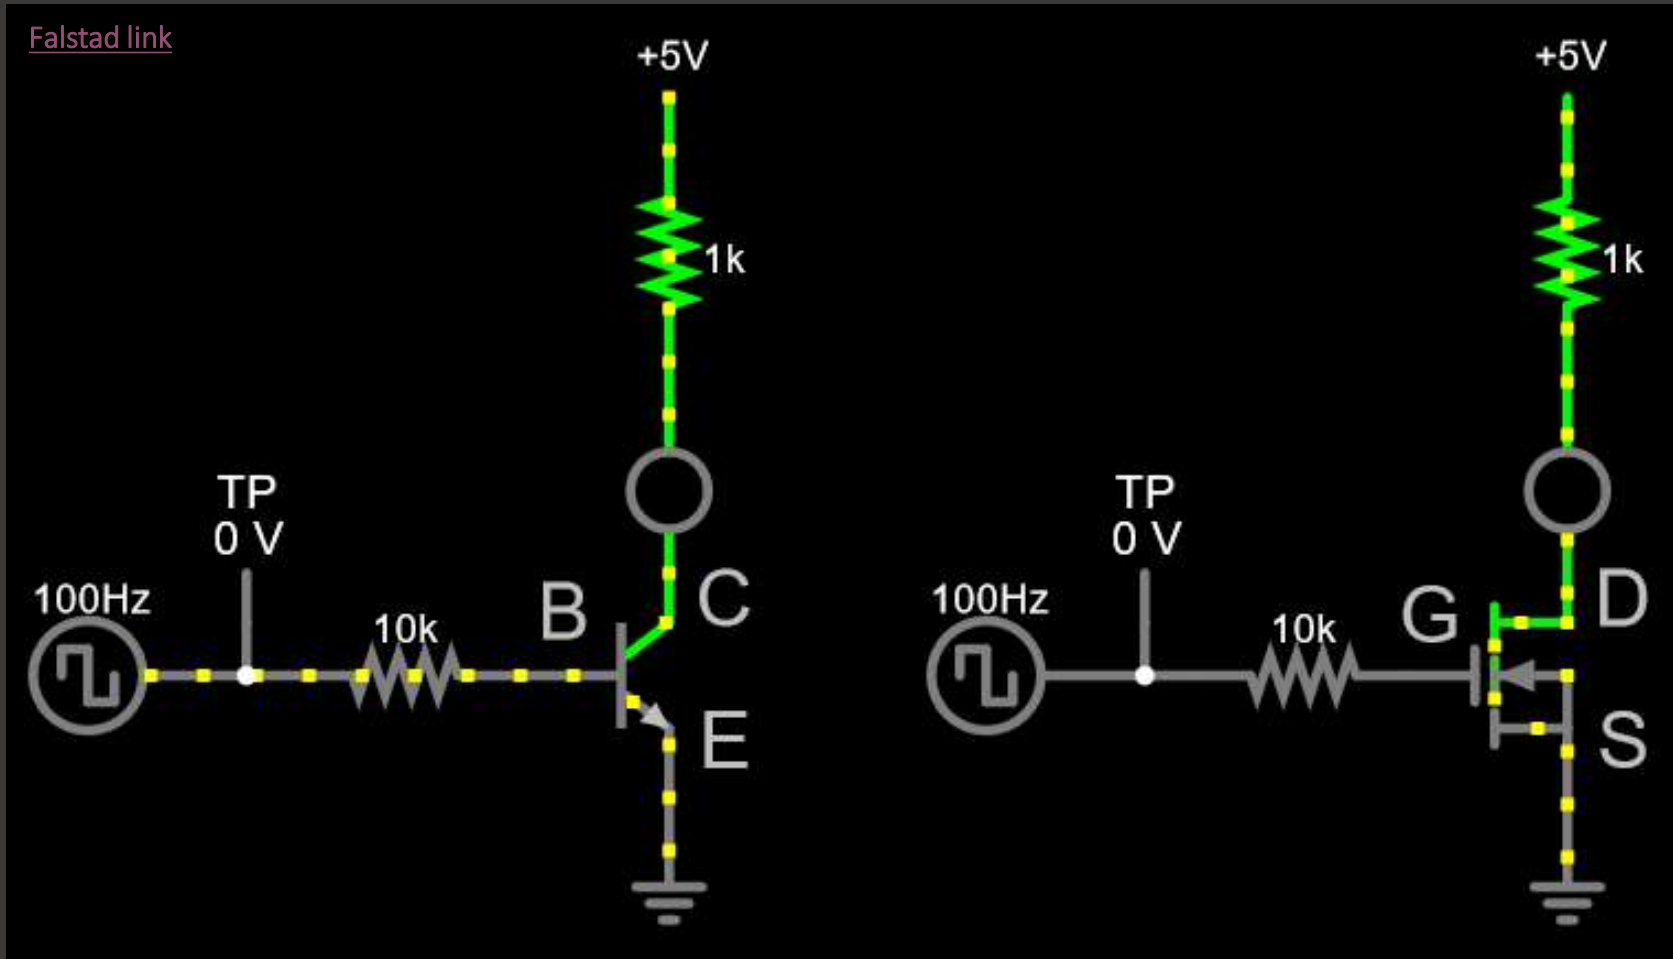 Falstad link
+5V
1k
TP
0 V
100Hz
10k
B
C
E
+5V
1k
TP
0 V
100Hz
10k
G
D
S